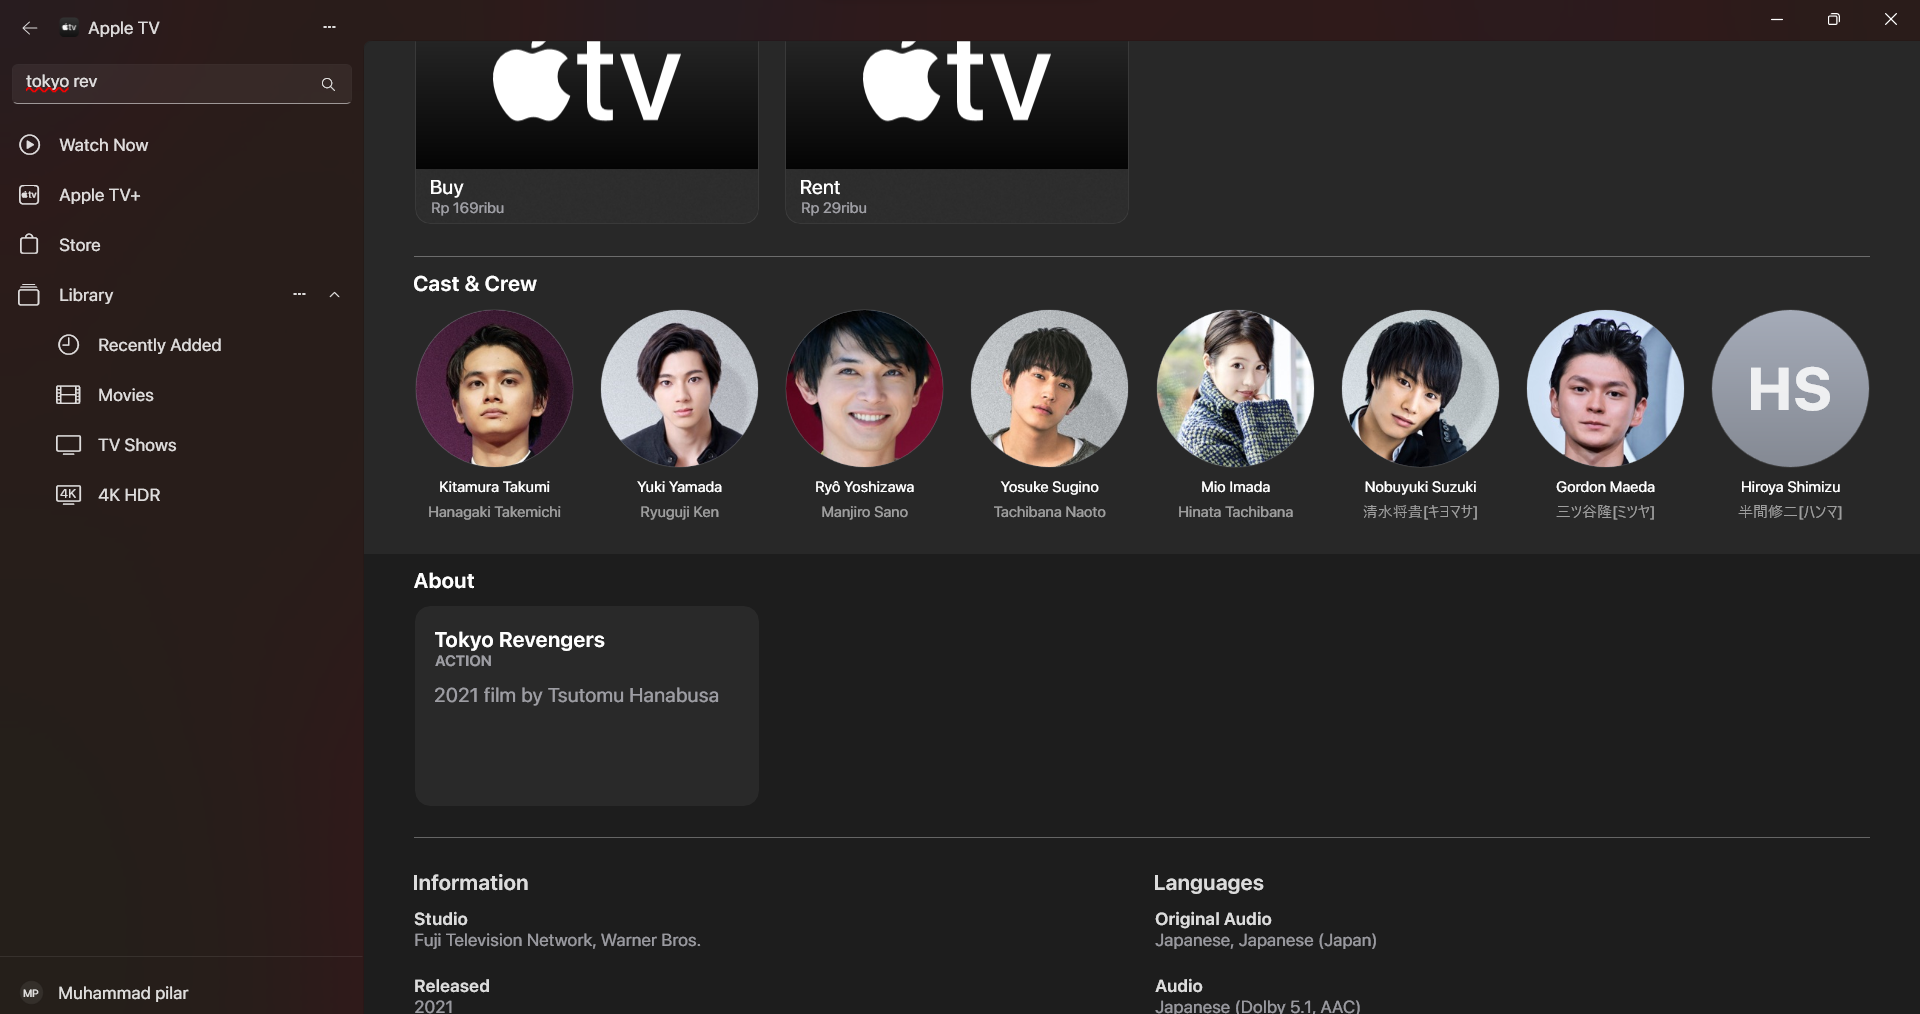 Apple TV
tokyo rev
Watch Now
Apple TV+
Store
Library
Recently Added
Movies
TV Shows
4K HDR
MP
Muhammad pilar
tv
tv
Buy
Rp 169ribu
Rent
Rp 29ribu
Cast & Crew
HS
Kitamura Takumi
Hanagaki Takemichi
Yuki Yamada
Ryuguji Ken
Ryô Yoshizawa
Manjiro Sano
Yosuke Sugino
Tachibana Naoto
Mio Imada
Hinata Tachibana
Nobuyuki Suzuki
清水将貴[キヨマサ]
Gordon Maeda
三ツ谷隆[ミツヤ]
Hiroya Shimizu
半間修二[ハンマ]
About
Tokyo Revengers
ACTION
2021 film by Tsutomu Hanabusa
Information
Studio
Fuji Television Network, Warner Bros.
Released
2021
Languages
Original Audio
Japanese, Japanese (Japan)
Audio
Japanese (Dolby 5.1, AAC)